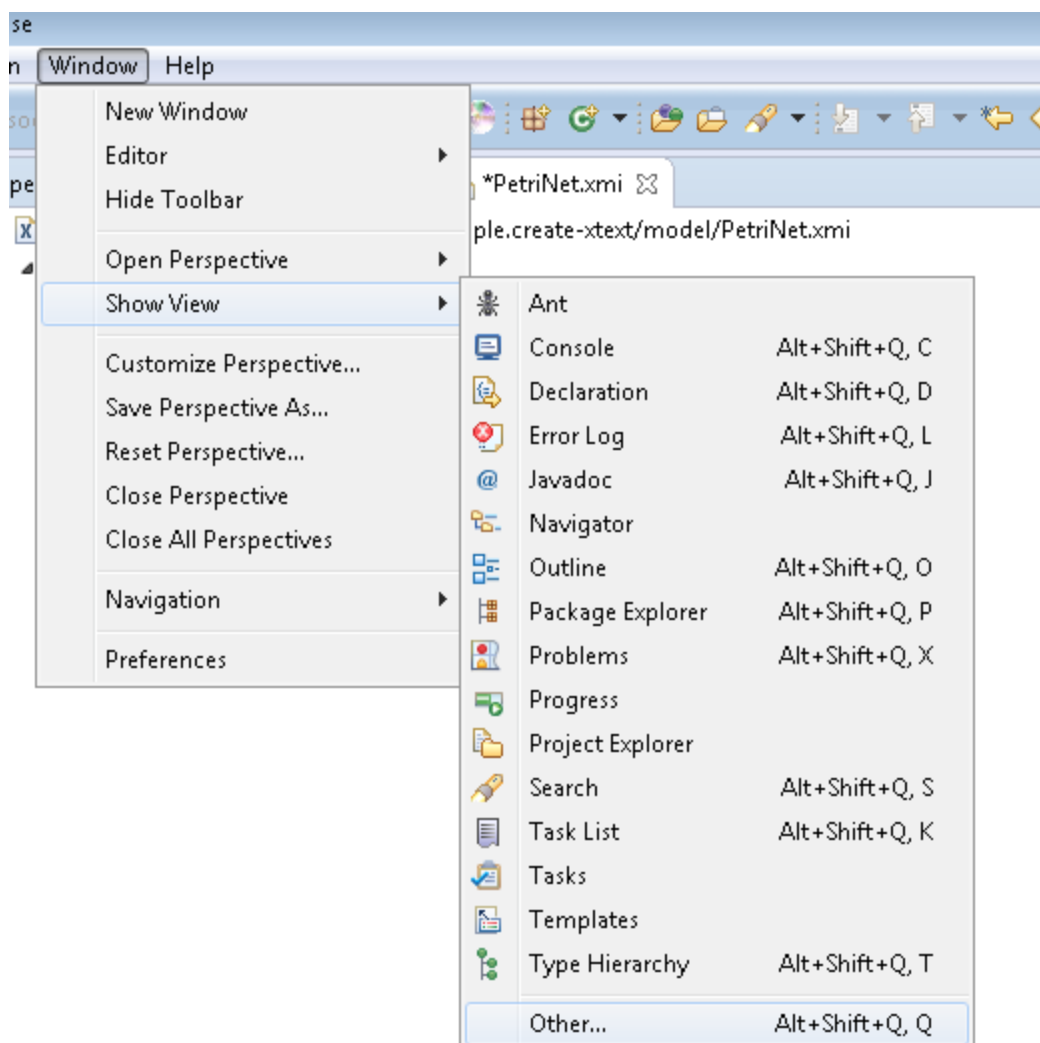 se
n Window Help
New Window
Editor
Hide Toolbar
Open Perspective
Show View
Customize Perspective...
Save Perspective As...
Reset Perspective...
Close Perspective
Close All Perspectives
Navigation
Preferences
pe
*PetriNet.xmi
ple.create-xtext/model/PetriNet.xmi
Ant
Console Alt+Shift+Q, C
Declaration Alt+Shift+Q, D
Error Log Alt+Shift+Q, L
Javadoc Alt+Shift+Q, J
Navigator
Outline Alt+Shift+Q, O
Package Explorer Alt+Shift+Q, P
Problems Alt+Shift+Q, X
Progress
Project Explorer
Search Alt+Shift+Q, S
Task List Alt+Shift+Q, K
Tasks
Templates
Type Hierarchy Alt+Shift+Q, T
Other... Alt+Shift+Q, Q